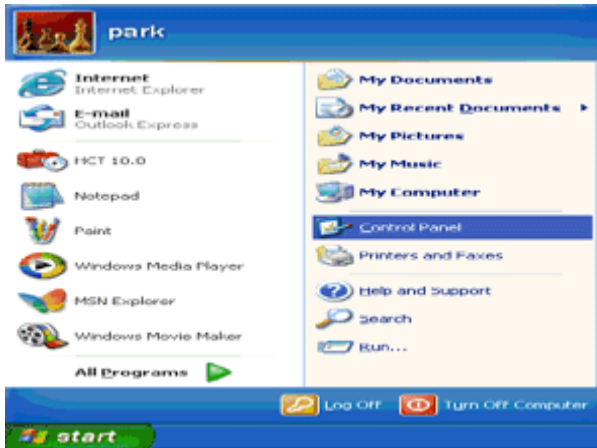 park
Internet
Internet Explorer
E-mail
Outlook Express
HCT 10.0
Notepad
Paint
Windows Media Player
MSN Explorer
Windows Movie Maker
All Programs
My Documents
My Recent Documents
My Pictures
My Music
My Computer
Control Panel
Printers and Faxes
Help and Support
Search
Run...
Log Off
Turn Off Computer
start